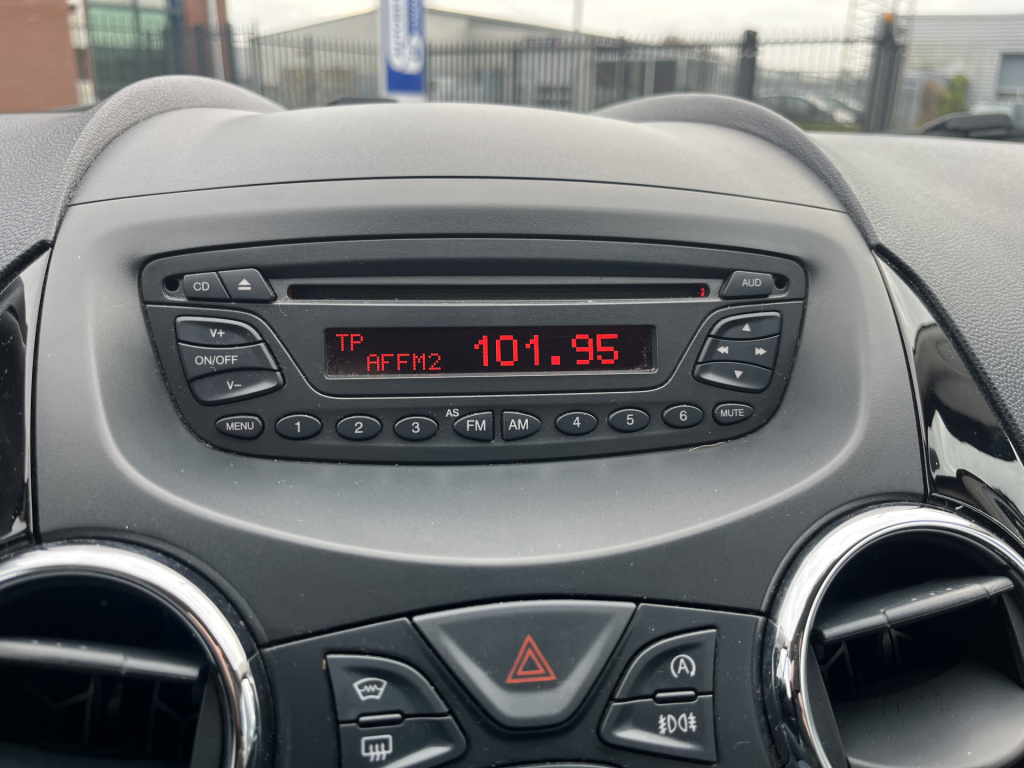 CD
AUD
V+
ON/OFF
V–
TP
AFFM2
101.95
MENU
1
2
3
AS
FM
AM
4
5
6
MUTE
A